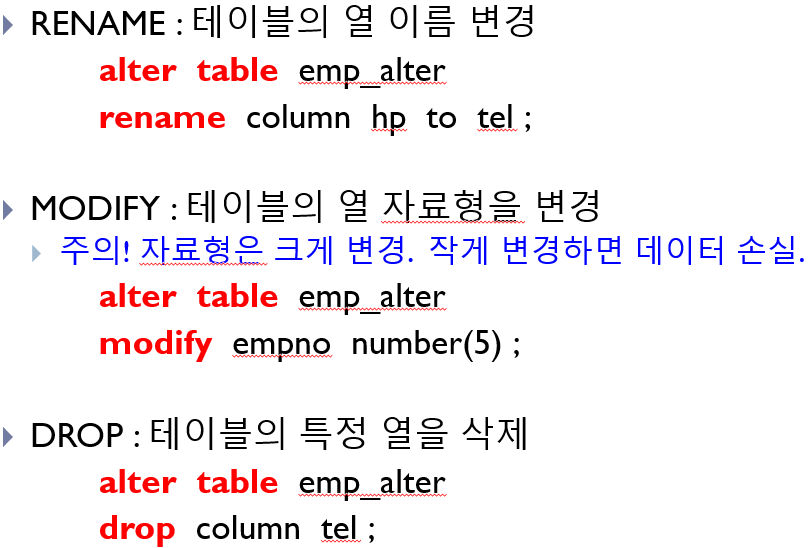 RENAME : 테이블의 열 이름 변경
alter table emp_alter
rename column hp to tel ;
MODIFY : 테이블의 열 자료형을 변경
주의! 자료형은 크게 변경. 작게 변경하면 데이터 손실.
alter table emp_alter
modify empno number(5) ;
DROP : 테이블의 특정 열을 삭제
alter table emp_alter
drop column tel ;